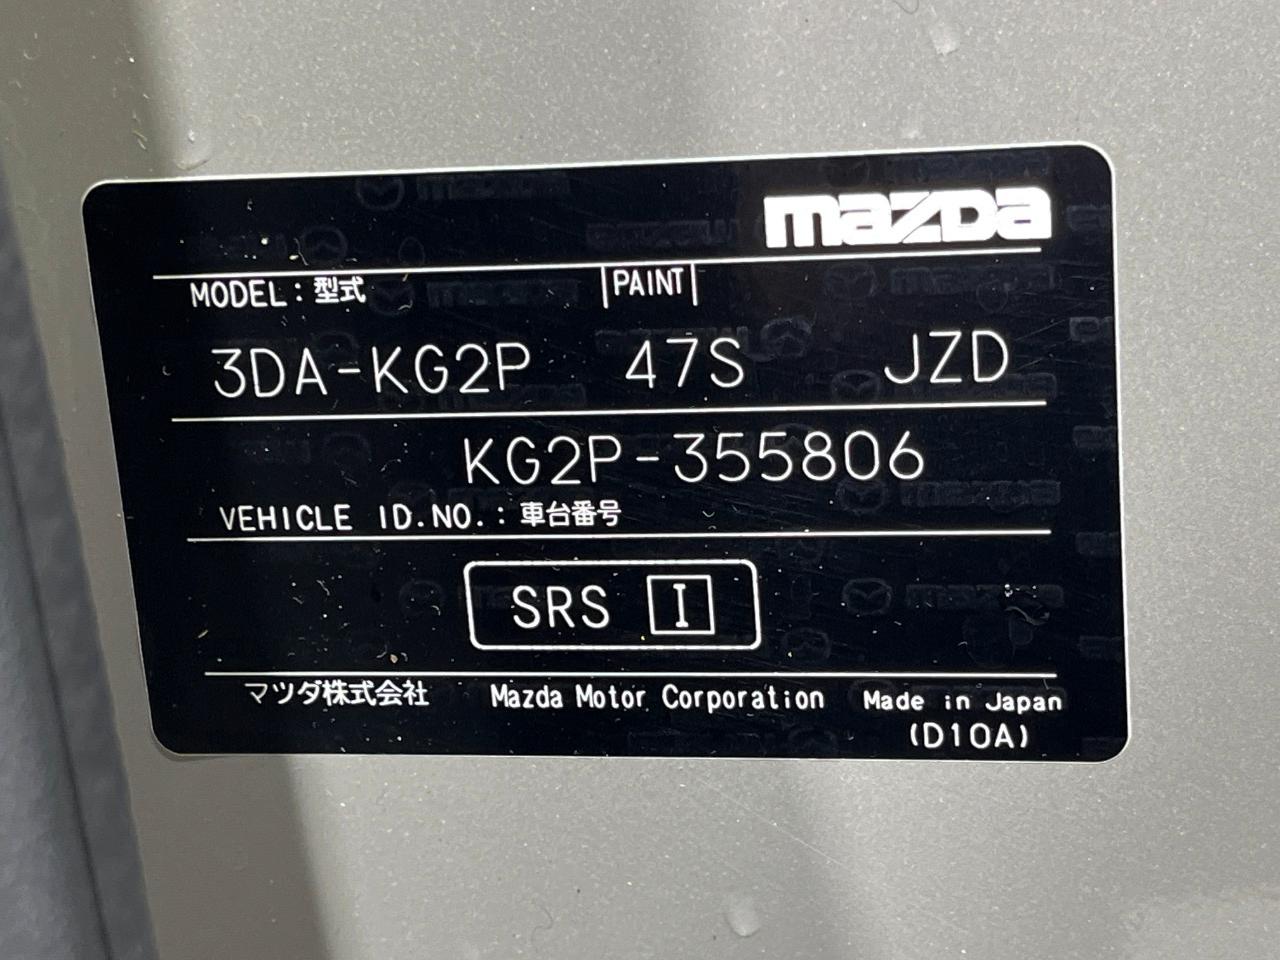 mazda
MODEL：型式 PAINT
3DA-KG2P 47S JZD
KG2P-355806
VEHICLE ID.NO.：車台番号
SRS I
マツダ株式会社 Mazda Motor Corporation Made in Japan
(D10A)